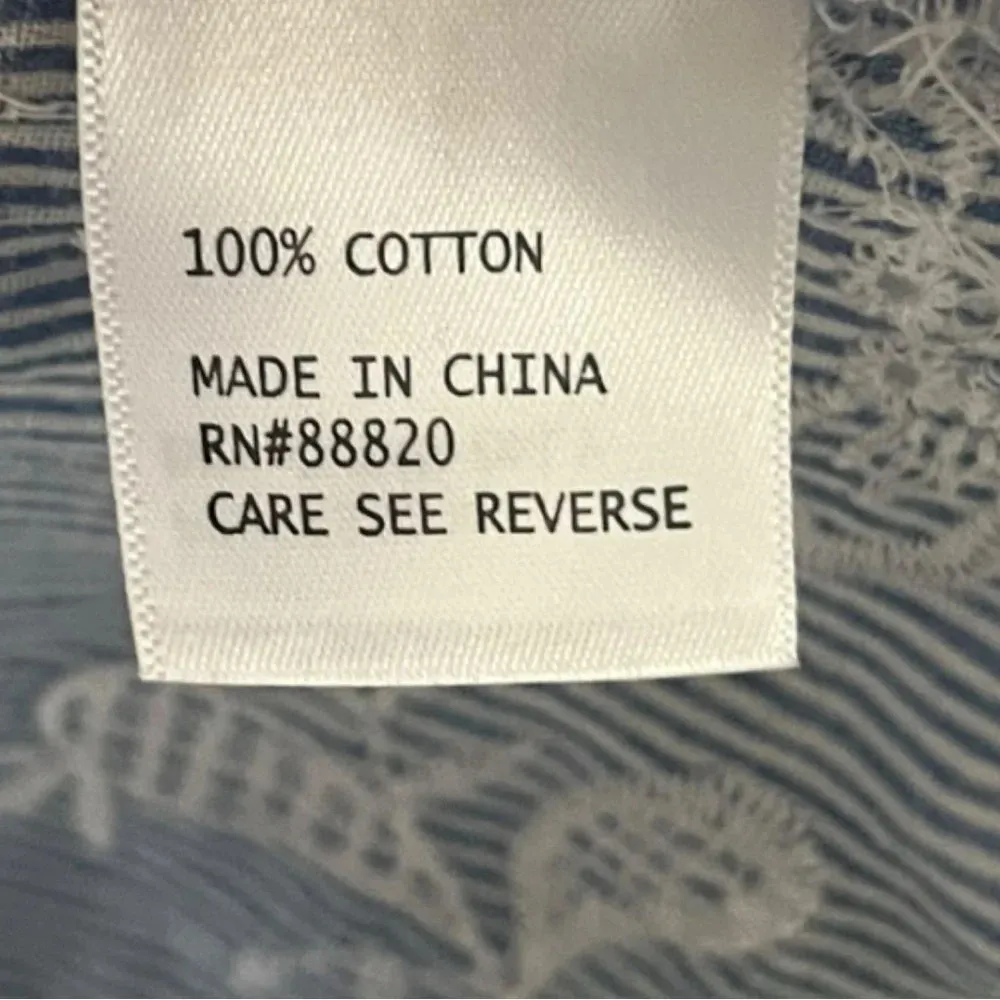 100% COTTON
MADE IN CHINA
RN#88820
CARE SEE REVERSE